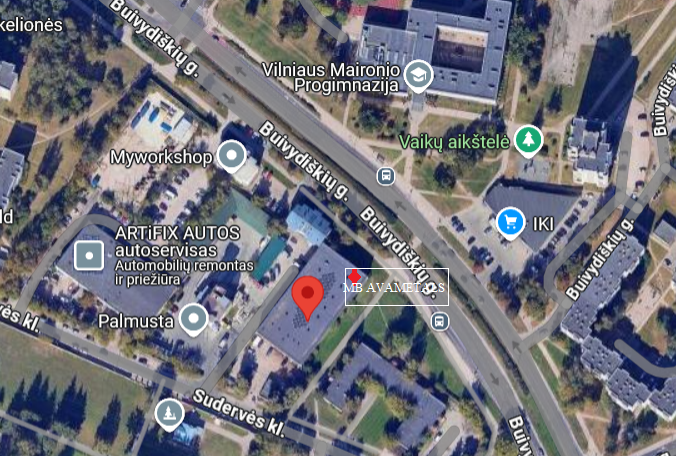 Buivydiškių g.
kelionės
Vilniaus Maironio
Progimnazija
Buivydiškių
Vaikų aikštelė
Myworkshop
Buivydiškių g.
ld
ARTiFIX AUTOS
autoservisas
Automobilių remontas
ir priežiūra
Buivydiškių g.
IKI
Buivydiškių g.
MB AVAMETALS
Palmusta
vės kl.
Sudervės kl.
Buivy